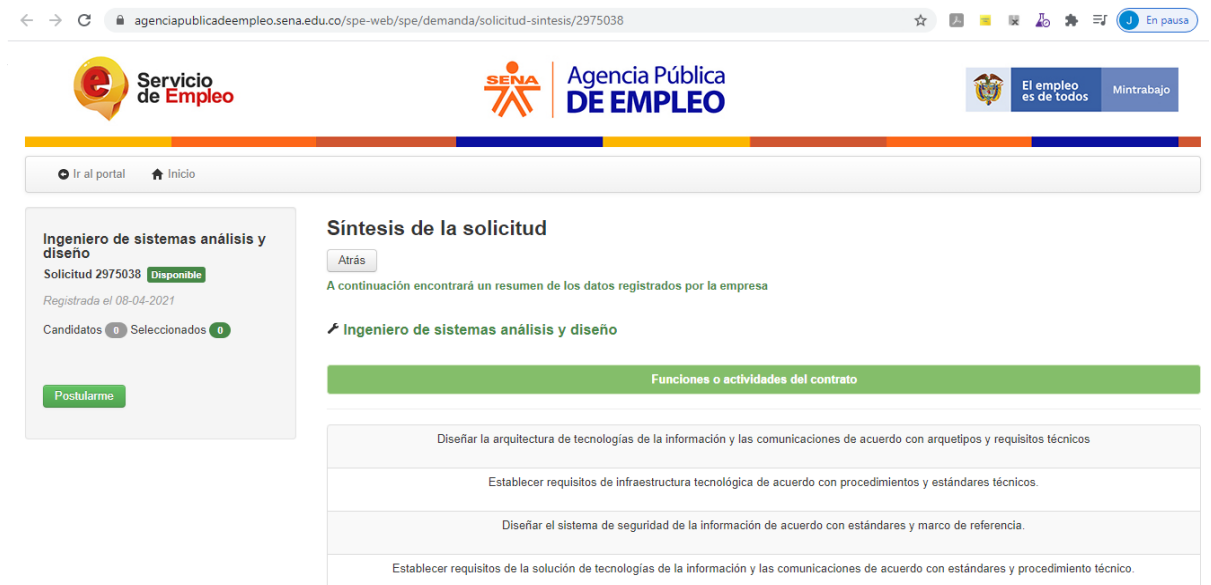 agenciapublicadeempleo.sena.edu.co/spe-web/spe/demanda/solicitud-sintesis/2975038
J En pausa
e Servicio
de Empleo
SENA
Agencia Pública
DE EMPLEO
El empleo
es de todos
Mintrabajo
Ir al portal Inicio
Ingeniero de sistemas análisis y
diseño
Solicitud 2975038 Disponible
Registrada el 08-04-2021
Candidatos 0 Seleccionados 0
Postularme
Síntesis de la solicitud
Atrás
A continuación encontrará un resumen de los datos registrados por la empresa
Ingeniero de sistemas análisis y diseño
Funciones o actividades del contrato
Diseñar la arquitectura de tecnologías de la información y las comunicaciones de acuerdo con arquetipos y requisitos técnicos
Establecer requisitos de infraestructura tecnológica de acuerdo con procedimientos y estándares técnicos.
Diseñar el sistema de seguridad de la información de acuerdo con estándares y marco de referencia.
Establecer requisitos de la solución de tecnologías de la información y las comunicaciones de acuerdo con estándares y procedimiento técnico.